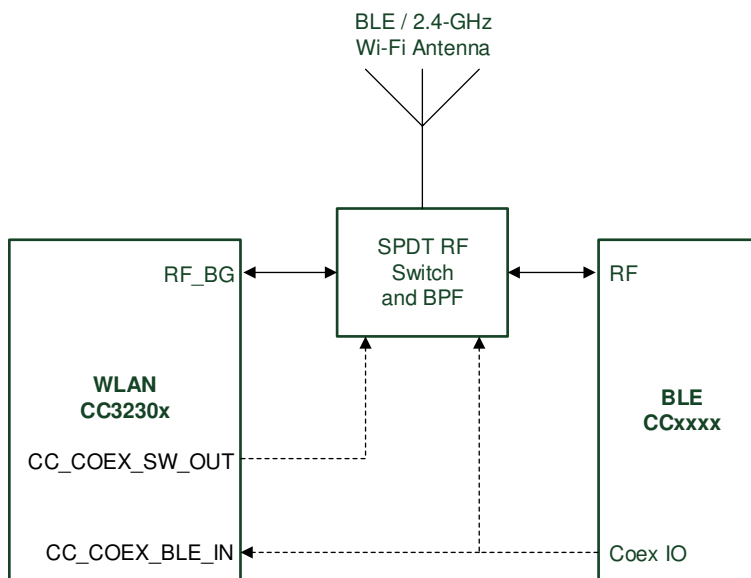 BLE / 2.4-GHz
Wi-Fi Antenna
SPDT RF
Switch
and BPF
RF_BG
RF
WLAN
CC3230x
BLE
CCxxxx
CC_COEX_SW_OUT
CC_COEX_BLE_IN
Coex IO